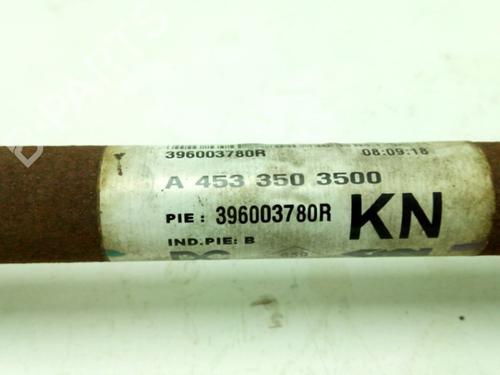 396003780R 08:09:18
A 453 350 3500
PIE : 396003780R KN
IND.PIE: B